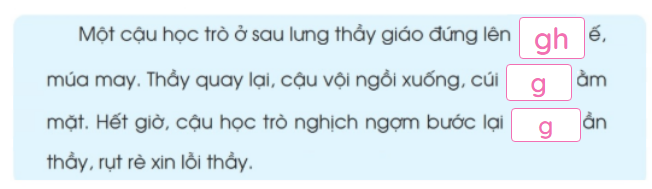 Một cậu học trò ở sau lưng thầy giáo đứng lên gh ế,
múa may. Thầy quay lại, cậu vội ngồi xuống, cúi g ằm
mặt. Hết giờ, cậu học trò nghịch ngợm bước lại g ần
thầy, rụt rè xin lỗi thầy.